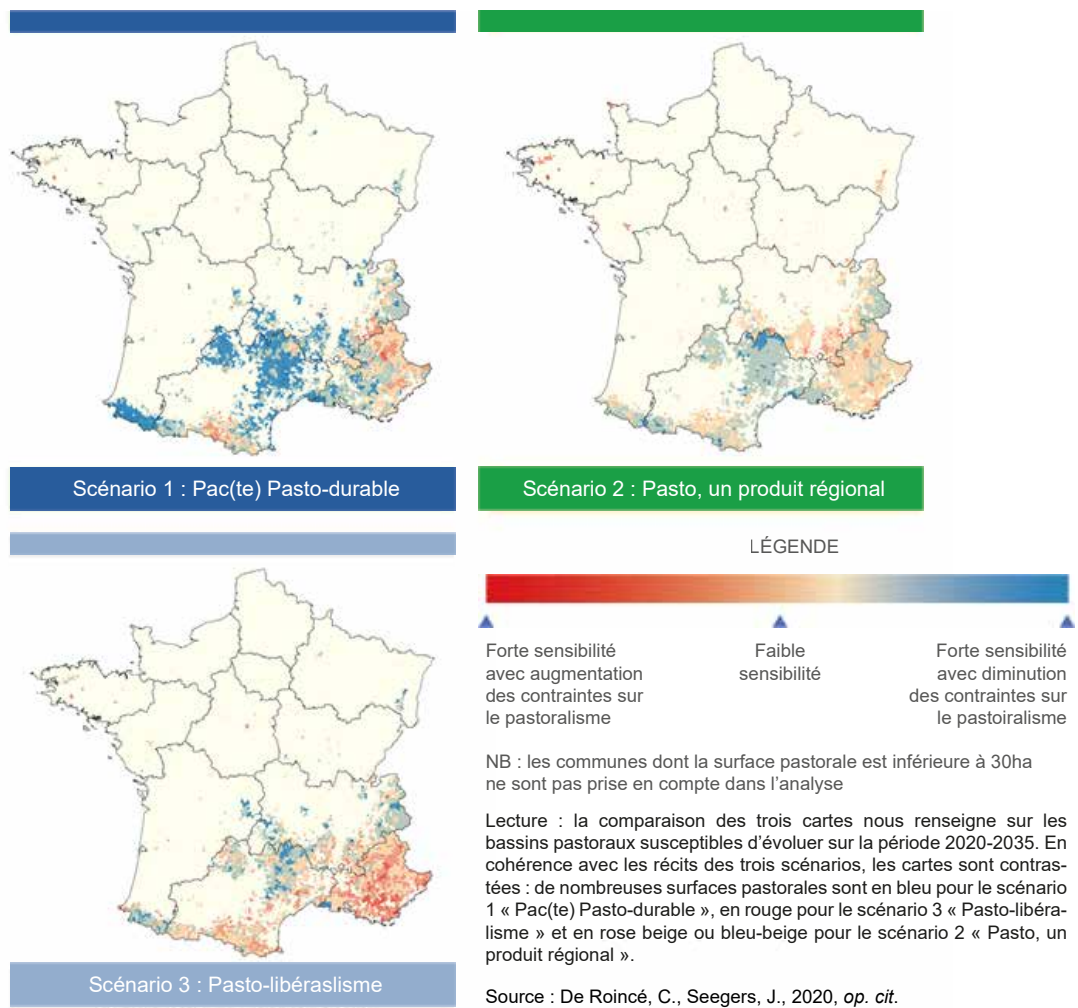 Scénario 1 : Pac(te) Pasto-durable
Scénario 2 : Pasto, un produit régional
LÉGENDE
Forte sensibilité
avec augmentation
des contraintes sur
le pastoralisme
Faible
sensibilité
Forte sensibilité
avec diminution
des contraintes sur
le pastoiralisme
NB : les communes dont la surface pastorale est inférieure à 30ha
ne sont pas prise en compte dans l'analyse
Lecture : la comparaison des trois cartes nous renseigne sur les
bassins pastoraux susceptibles d'évoluer sur la période 2020-2035. En
cohérence avec les récits des trois scénarios, les cartes sont contras-
tées : de nombreuses surfaces pastorales sont en bleu pour le scénario
1 « Pac(te) Pasto-durable », en rouge pour le scénario 3 « Pasto-libéra-
lisme » et en rose beige ou bleu-beige pour le scénario 2 « Pasto, un
produit régional ».
Source : De Roincé, C., Seegers, J., 2020, op. cit.
Scénario 3 : Pasto-libéraslisme